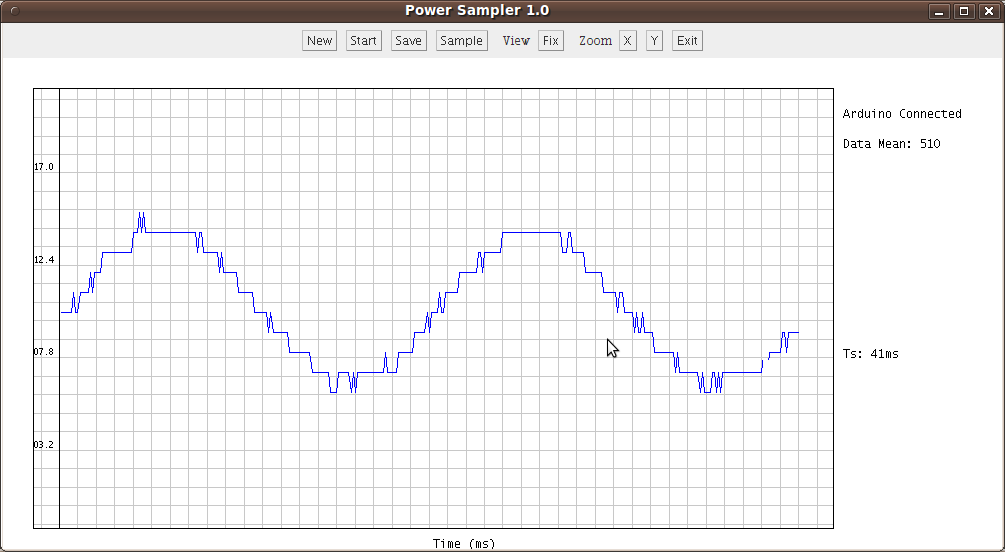 Power Sampler 1.0
New Start Save Sample View Fix Zoom X Y Exit
Arduino Connected
Data Mean: 510
17.0
12.4
07.8
Ts: 41ms
03.2
Time (ms)